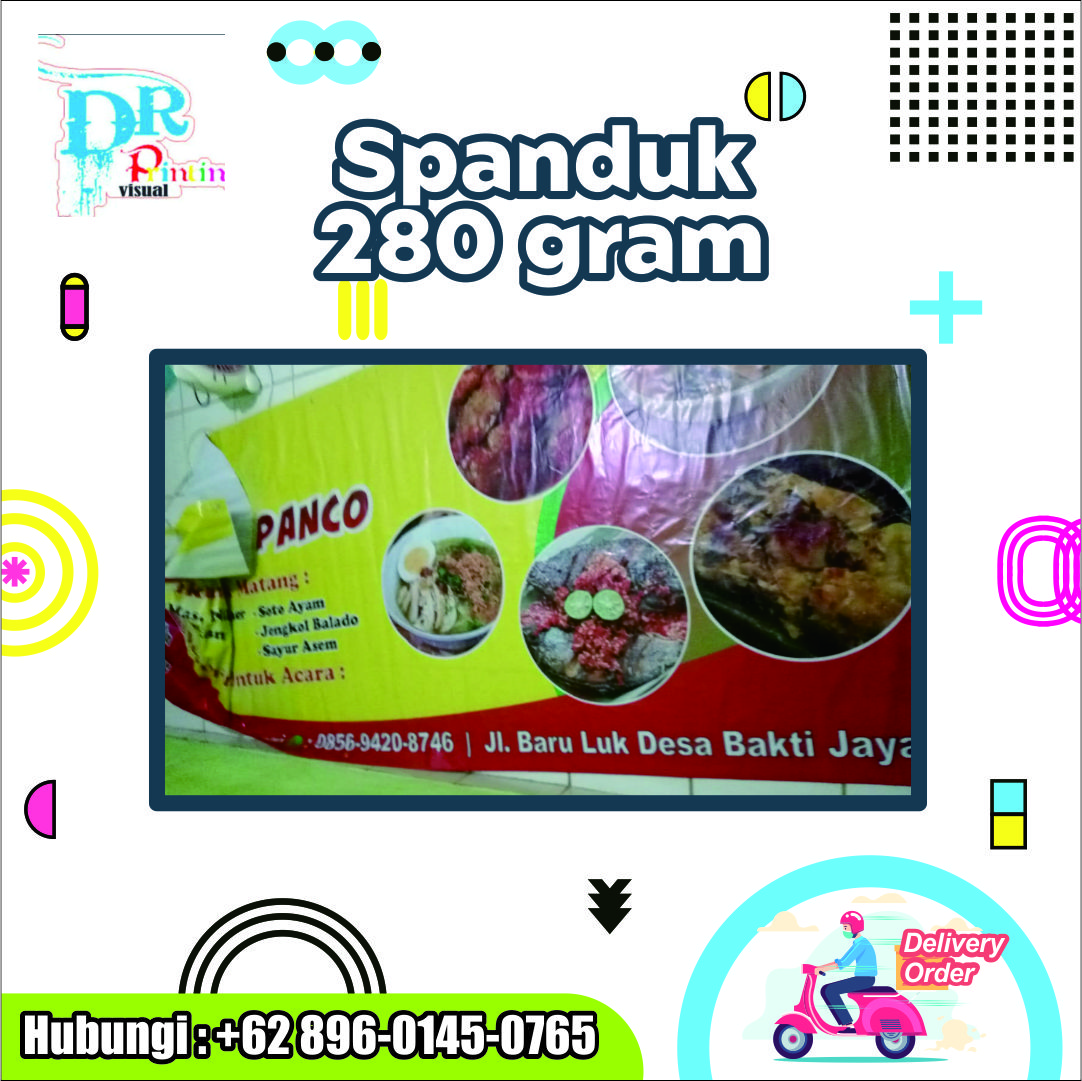 DR
Printin
visual
Spanduk
280 gram
PANCO
Matang :
- Soto Ayam
- Jengkol Balado
- Sayur Asem
ntuk Acara :
0856-9420-8746 | Jl. Baru Luk Desa Bakti Jaya
Delivery
Order
Hubungi : +62 896-0145-0765